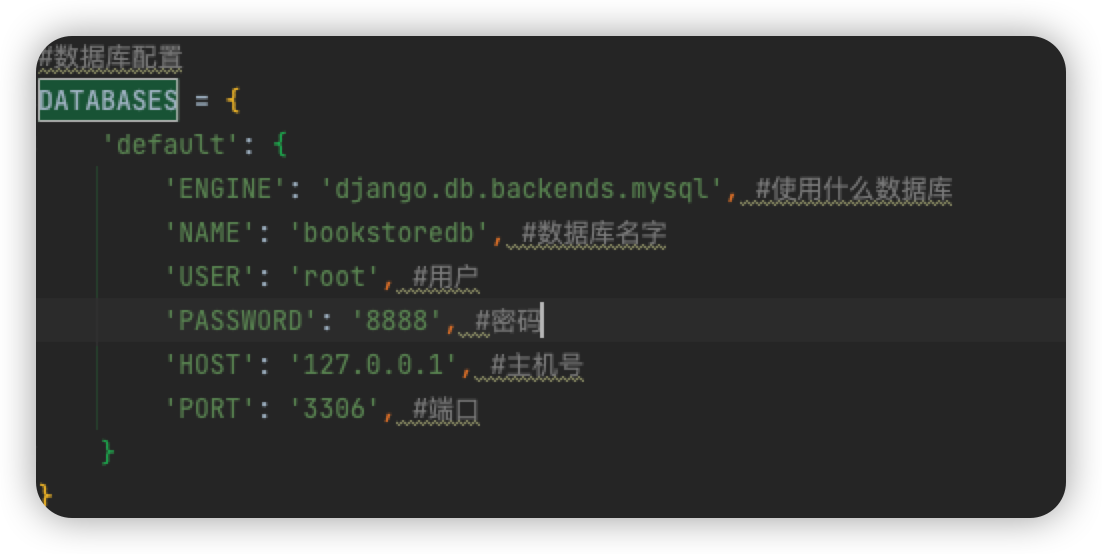 #数据库配置
DATABASES = {
    'default': {
        'ENGINE': 'django.db.backends.mysql', #使用什么数据库
        'NAME': 'bookstoredb', #数据库名字
        'USER': 'root', #用户
        'PASSWORD': '8888', #密码
        'HOST': '127.0.0.1', #主机号
        'PORT': '3306', #端口
    }
}